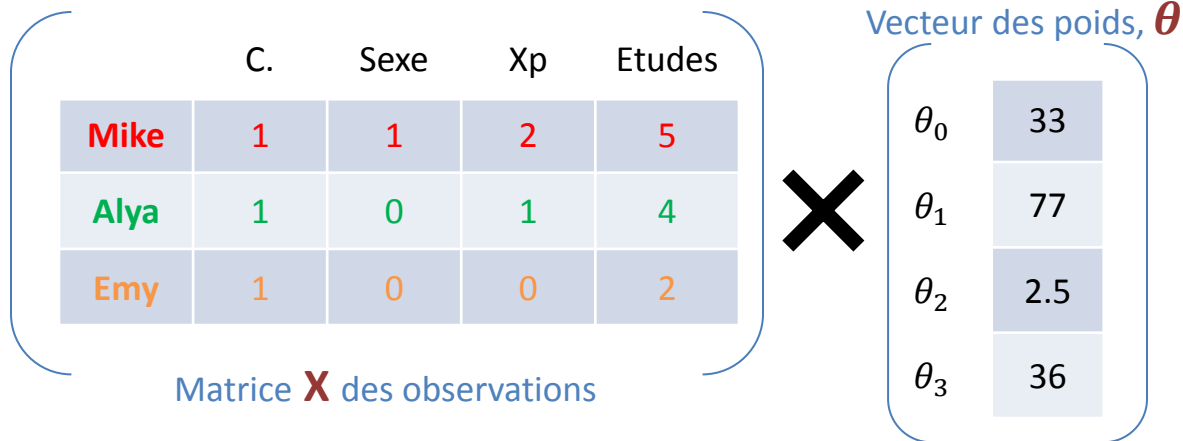 Vecteur des poids, θ
C. Sexe Xp Etudes
Mike 1 1 2 5
Alya 1 0 1 4
Emy 1 0 0 2
×
θ0 33
θ1 77
θ2 2.5
θ3 36
Matrice X des observations